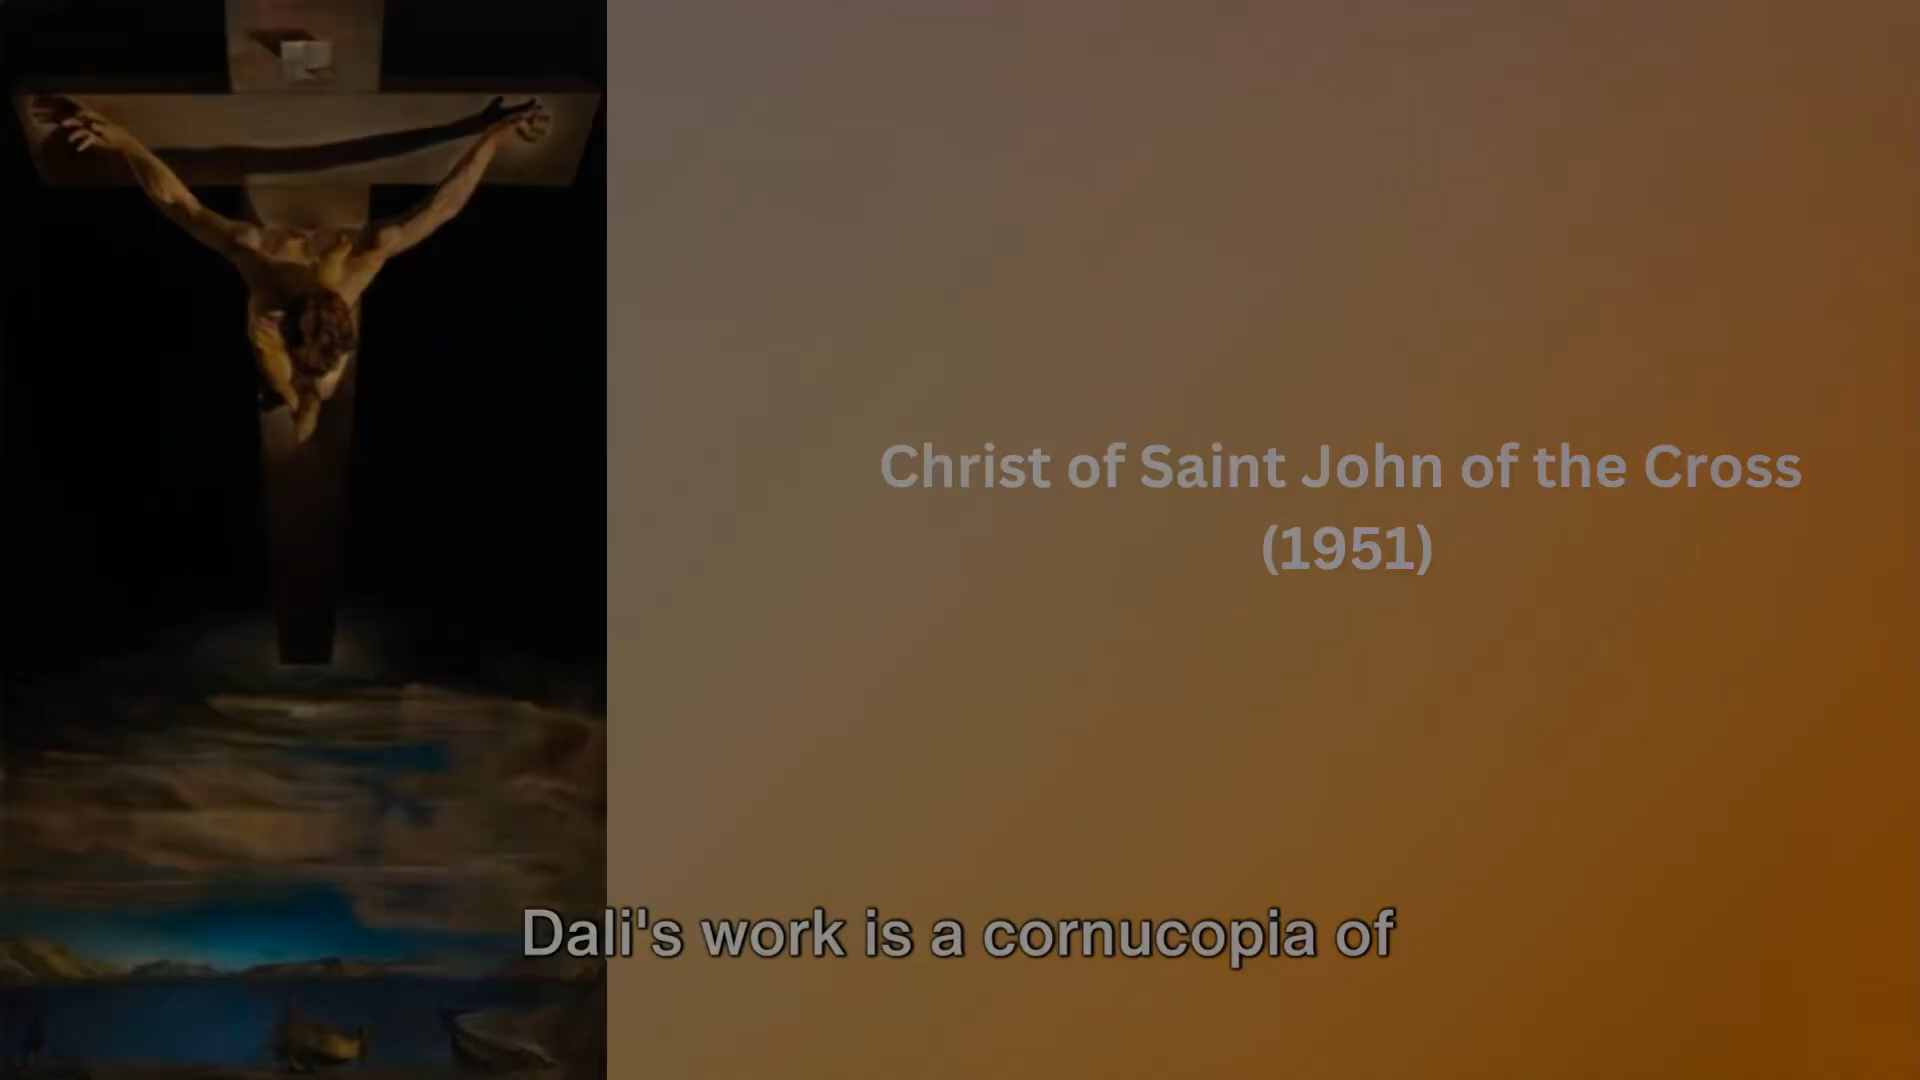 Christ of Saint John of the Cross
(1951)
Dali's work is a cornucopia of